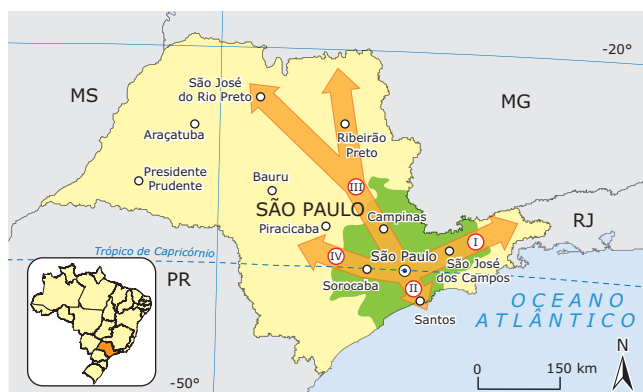 -20°
MS
MG
São José
do Rio Preto
Araçatuba
Ribeirão
Preto
Presidente
Prudente
Bauru
III
SÃO PAULO
Campinas
Piracicaba
RJ
I
Trópico de Capricórnio
IV
São Paulo
São José
dos Campos
PR
Sorocaba
II
Santos
OCEANO
ATLÂNTICO
N
0 150 km
-50°